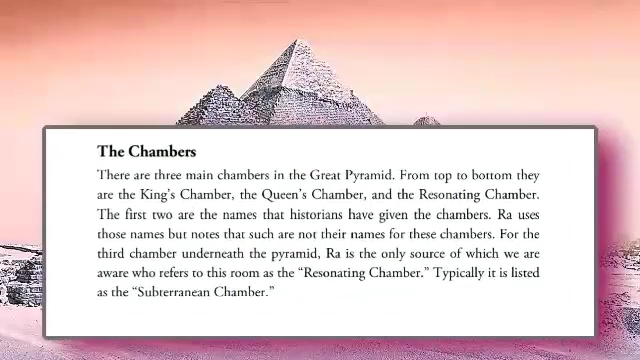 The Chambers
There are three main chambers in the Great Pyramid. From top to bottom they
are the King's Chamber, the Queen's Chamber, and the Resonating Chamber.
The first two are the names that historians have given the chambers. Ra uses
those names but notes that such are not their names for these chambers. For the
third chamber underneath the pyramid, Ra is the only source of which we are
aware who refers to this room as the “Resonating Chamber.” Typically it is listed
as the “Subterranean Chamber.”